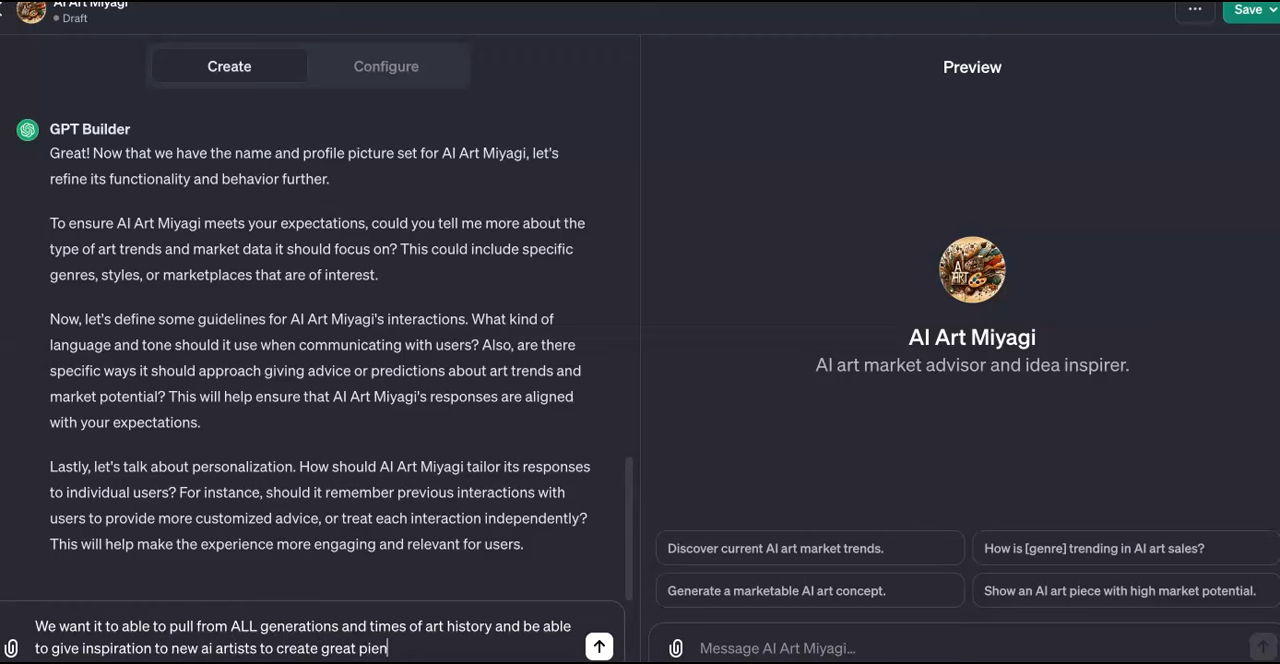 AI Art Miyagi
Draft
...
Save
Create
Configure
GPT Builder
Great! Now that we have the name and profile picture set for AI Art Miyagi, let's
refine its functionality and behavior further.
To ensure AI Art Miyagi meets your expectations, could you tell me more about the
type of art trends and market data it should focus on? This could include specific
genres, styles, or marketplaces that are of interest.
Now, let's define some guidelines for AI Art Miyagi's interactions. What kind of
language and tone should it use when communicating with users? Also, are there
specific ways it should approach giving advice or predictions about art trends and
market potential? This will help ensure that AI Art Miyagi's responses are aligned
with your expectations.
Lastly, let's talk about personalization. How should AI Art Miyagi tailor its responses
to individual users? For instance, should it remember previous interactions with
users to provide more customized advice, or treat each interaction independently?
This will help make the experience more engaging and relevant for users.
We want it to able to pull from ALL generations and times of art history and be able
to give inspiration to new ai artists to create great pien
Preview
AI
ART
AI Art Miyagi
AI art market advisor and idea inspirer.
Discover current AI art market trends.
How is [genre] trending in AI art sales?
Generate a marketable AI art concept.
Show an AI art piece with high market potential.
Message AI Art Miyagi...